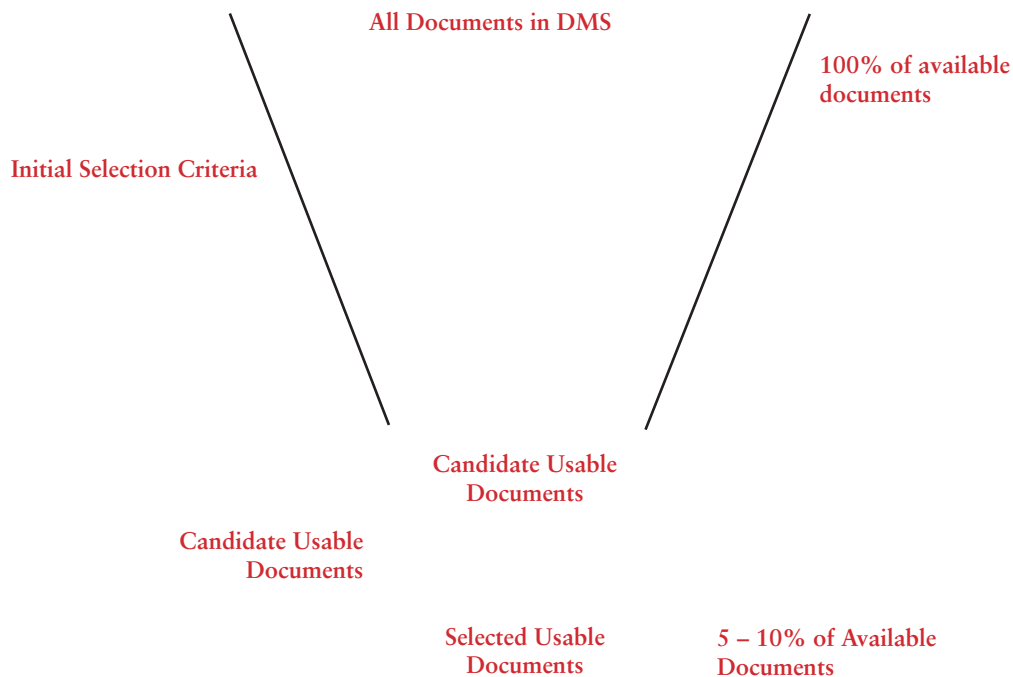 All Documents in DMS
100% of available
documents
Initial Selection Criteria
Candidate Usable
Documents
Candidate Usable
Documents
Selected Usable
Documents
5 – 10% of Available
Documents